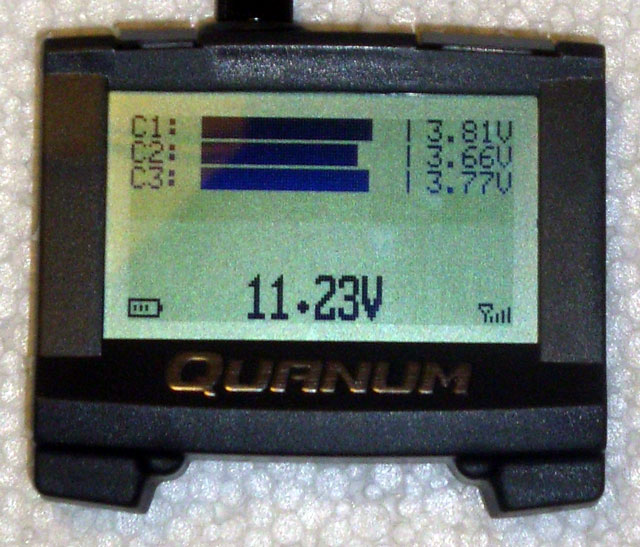 C1: | 3.81V
C2: | 3.66V
C3: | 3.77V
11.23V
QUANUM